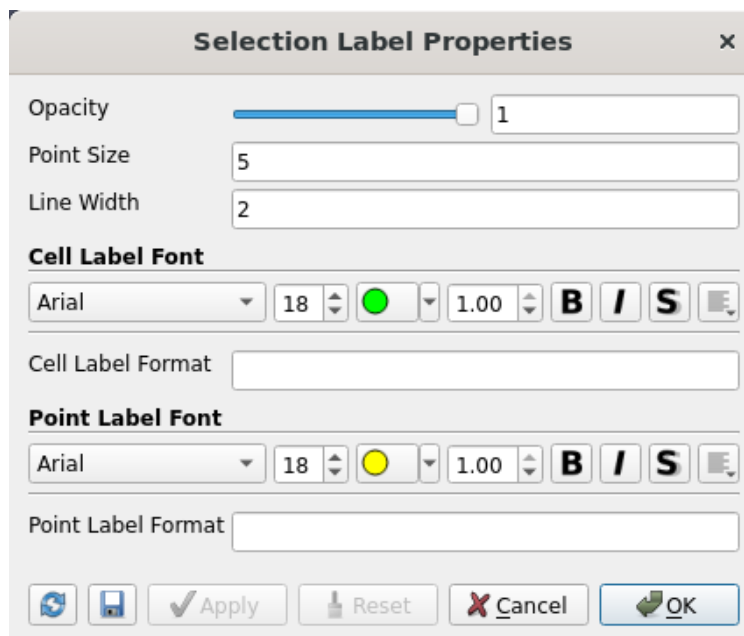 Selection Label Properties
Opacity 1
Point Size 5
Line Width 2
Cell Label Font
Arial 18 1.00 B I S
Cell Label Format
Point Label Font
Arial 18 1.00 B I S
Point Label Format
Apply Reset Cancel OK